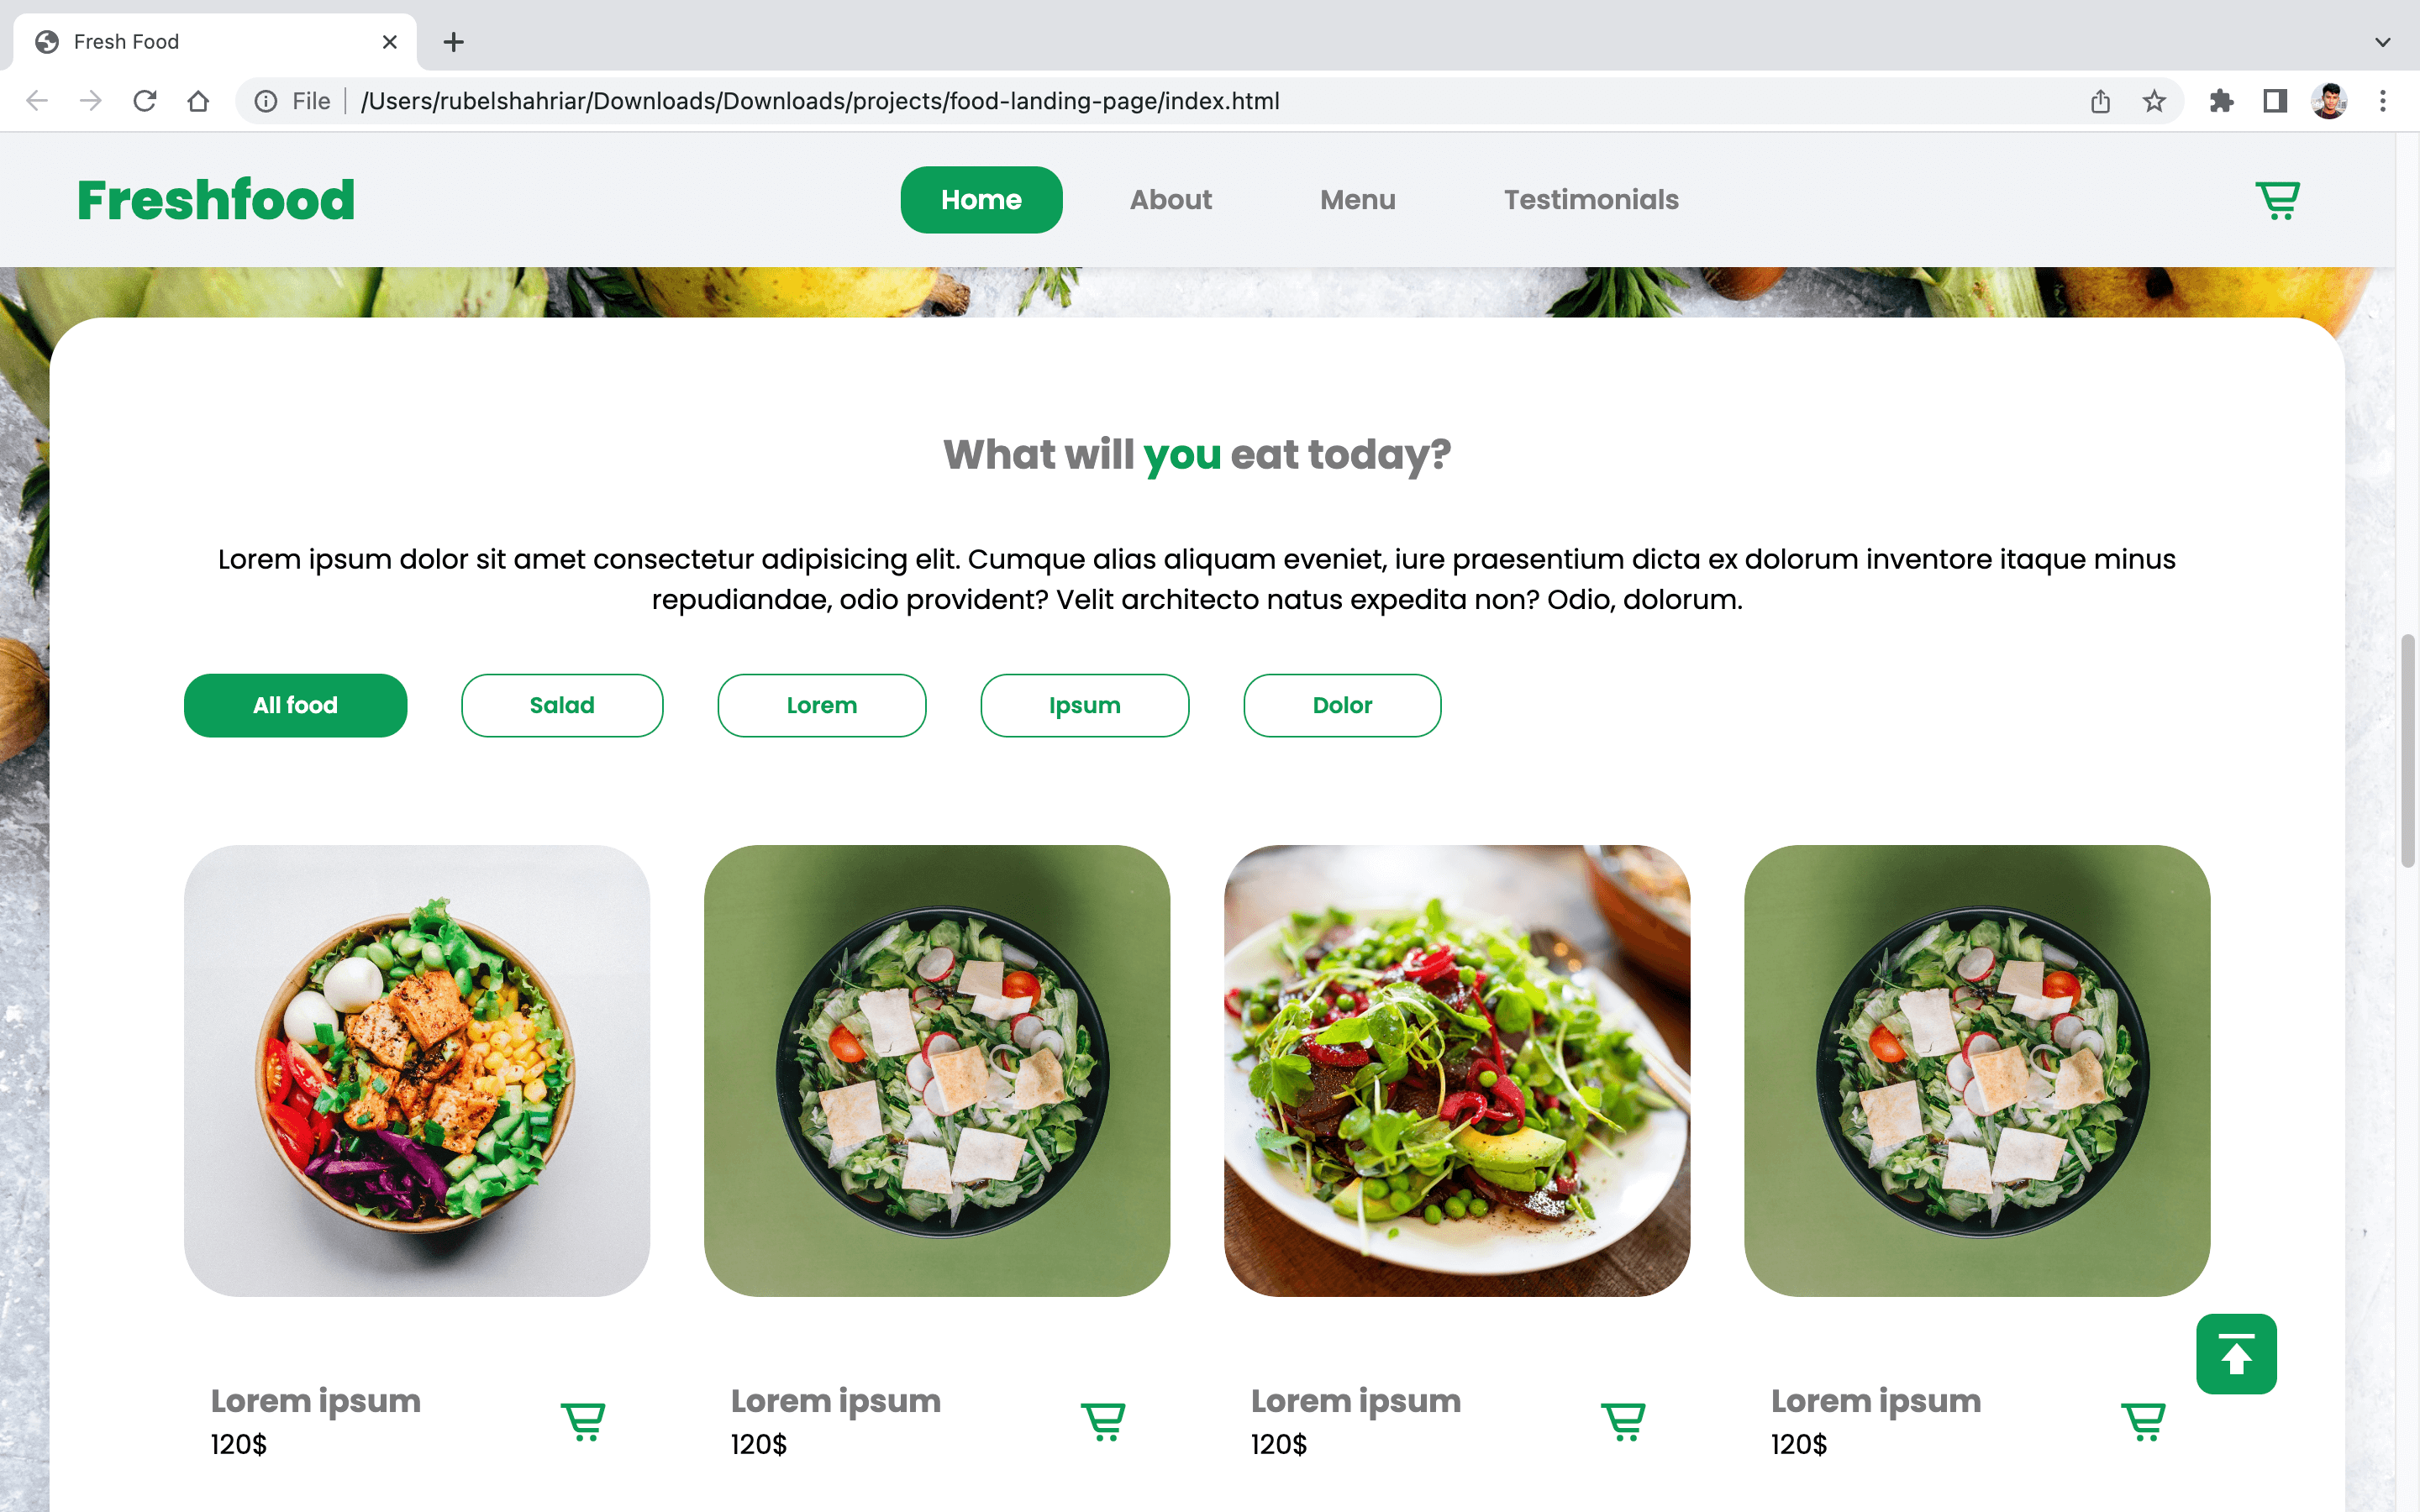 Fresh Food
File /Users/rubelshahriar/Downloads/Downloads/projects/food-landing-page/index.html
Freshfood
Home
About
Menu
Testimonials
What will you eat today?
Lorem ipsum dolor sit amet consectetur adipisicing elit. Cumque alias aliquam eveniet, iure praesentium dicta ex dolorum inventore itaque minus
repudiandae, odio provident? Velit architecto natus expedita non? Odio, dolorum.
All food
Salad
Lorem
Ipsum
Dolor
Lorem ipsum
120$
Lorem ipsum
120$
Lorem ipsum
120$
Lorem ipsum
120$